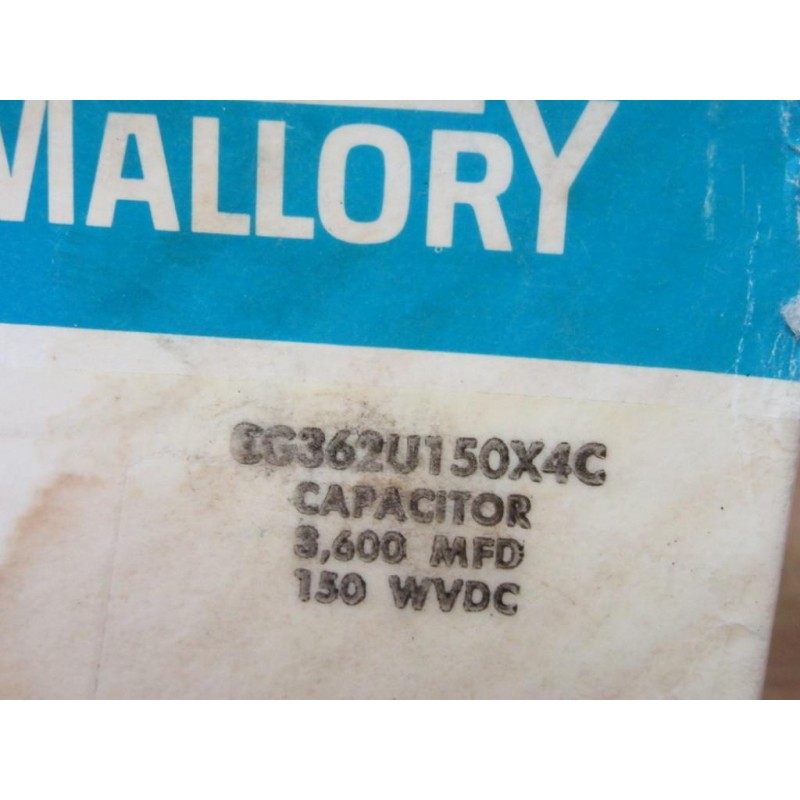 MALLORY
CG362U150X4C
CAPACITOR
3,600 MFD
150 WVDC